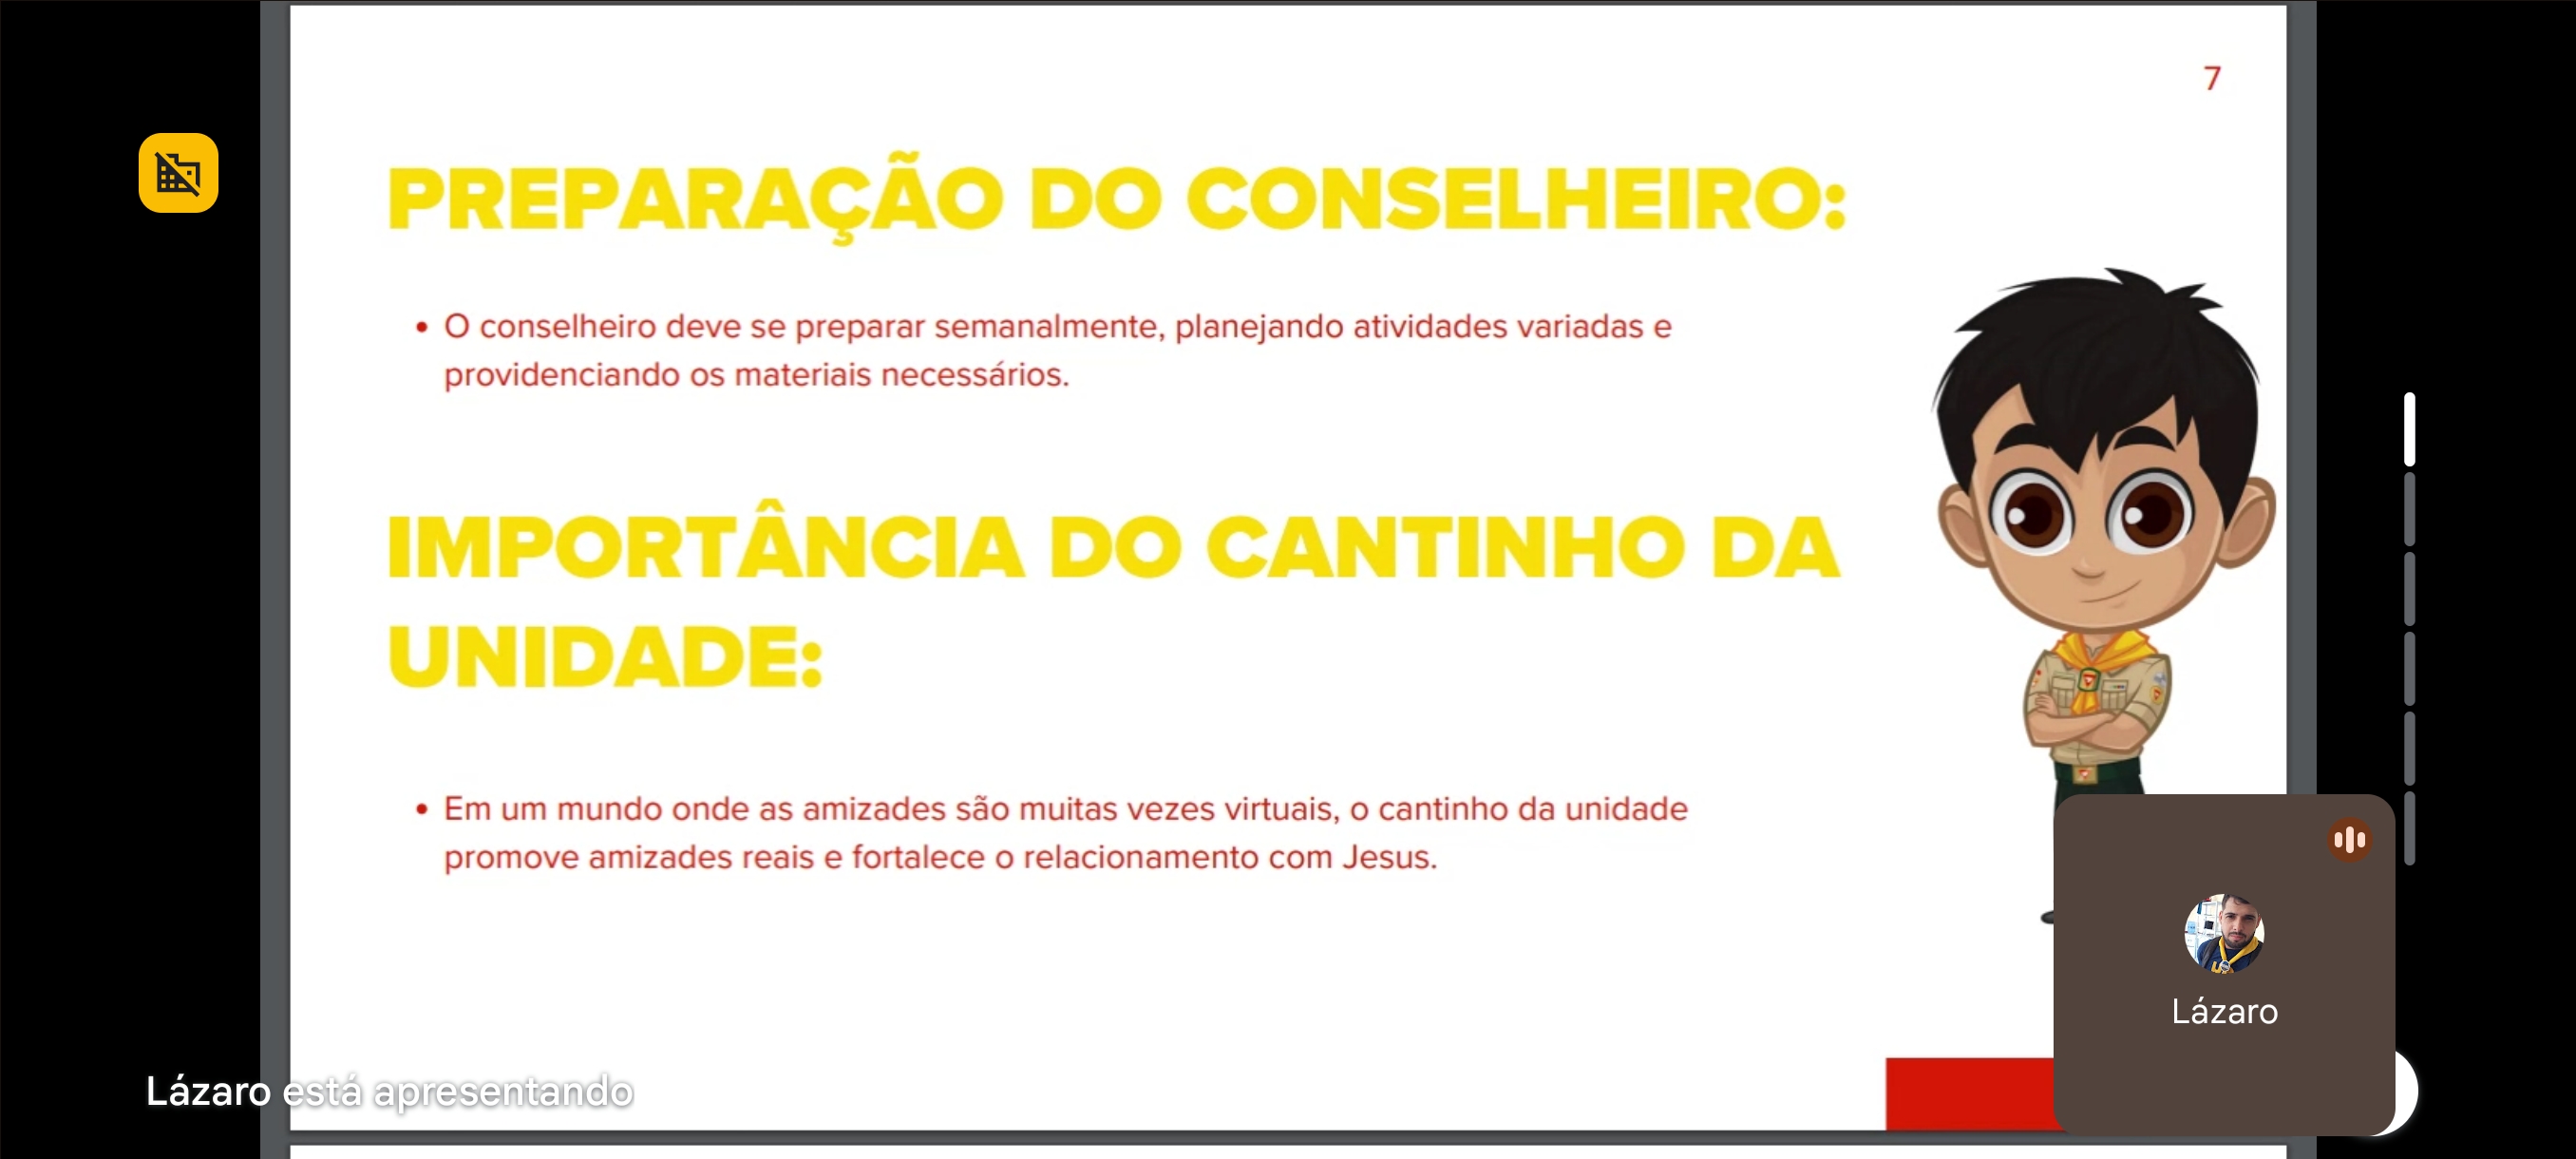 7
PREPARAÇÃO DO CONSELHEIRO:
• O conselheiro deve se preparar semanalmente, planejando atividades variadas e
providenciando os materiais necessários.
IMPORTÂNCIA DO CANTINHO DA
UNIDADE:
• Em um mundo onde as amizades são muitas vezes virtuais, o cantinho da unidade
promove amizades reais e fortalece o relacionamento com Jesus.
Lázaro
Lázaro está apresentando